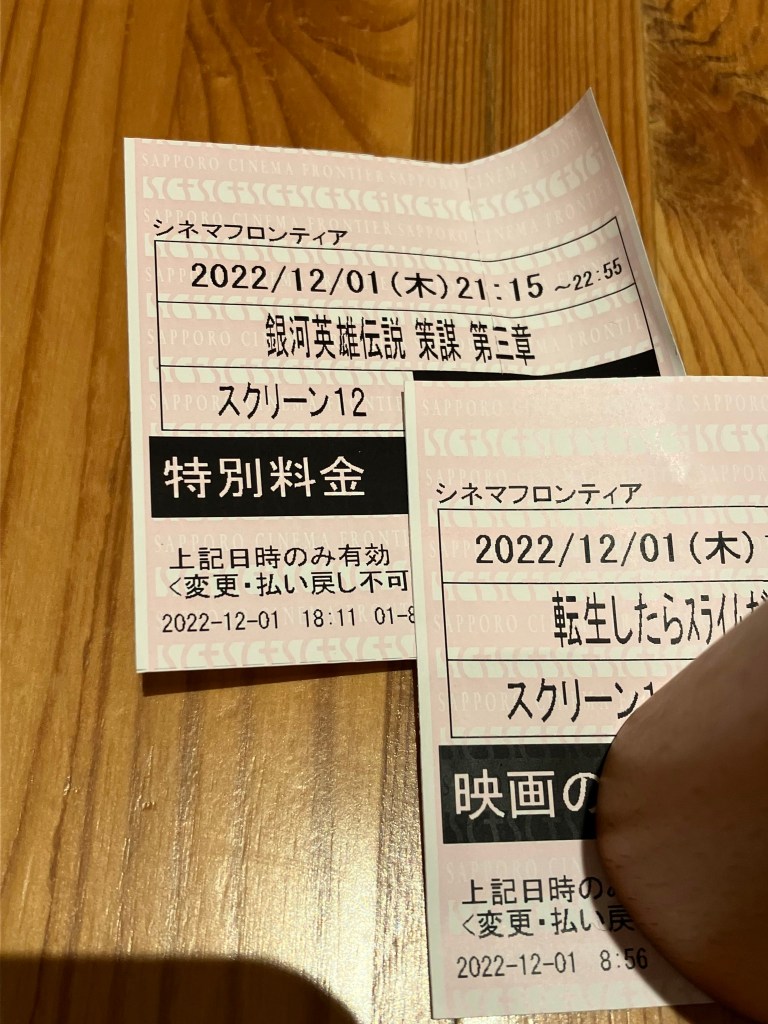 SAPPORO CINEMA FRONTIER SAPPORO CINEMA FRONTIER
シネマフロンティア
2022/12/01(木)21:15 ~22:55
銀河英雄伝説 策謀 第三章
スクリーン12
特別料金
上記日時のみ有効
<変更・払い戻し不可
2022-12-01 18:11 01-8
シネマフロンティア
2022/12/01(木)
転生したらスライム
スクリーン1
映画の
上記日時の
<変更・払い戻
2022-12-01 8:56